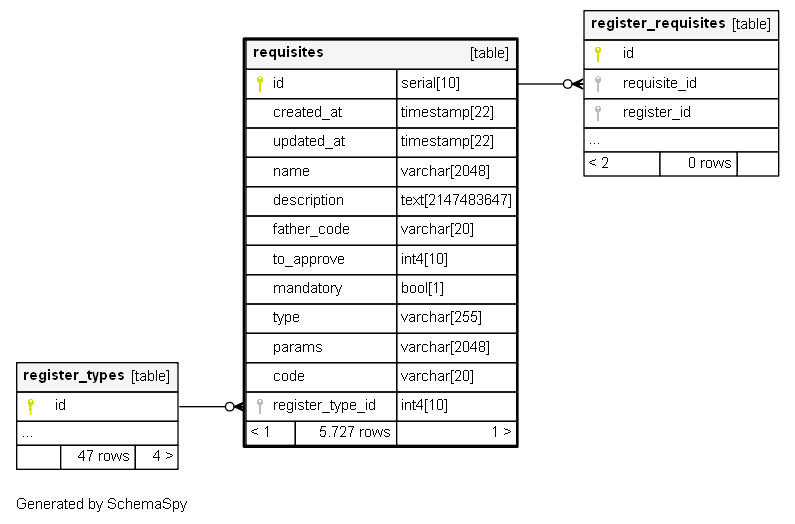 register_requisites [table]
id
requisite_id
register_id
...
< 2 0 rows
requisites [table]
id serial[10]
created_at timestamp[22]
updated_at timestamp[22]
name varchar[2048]
description text[2147483647]
father_code varchar[20]
to_approve int4[10]
mandatory bool[1]
type varchar[255]
params varchar[2048]
code varchar[20]
register_type_id int4[10]
< 1 5.727 rows 1 >
register_types [table]
id
...
47 rows 4 >
Generated by SchemaSpy